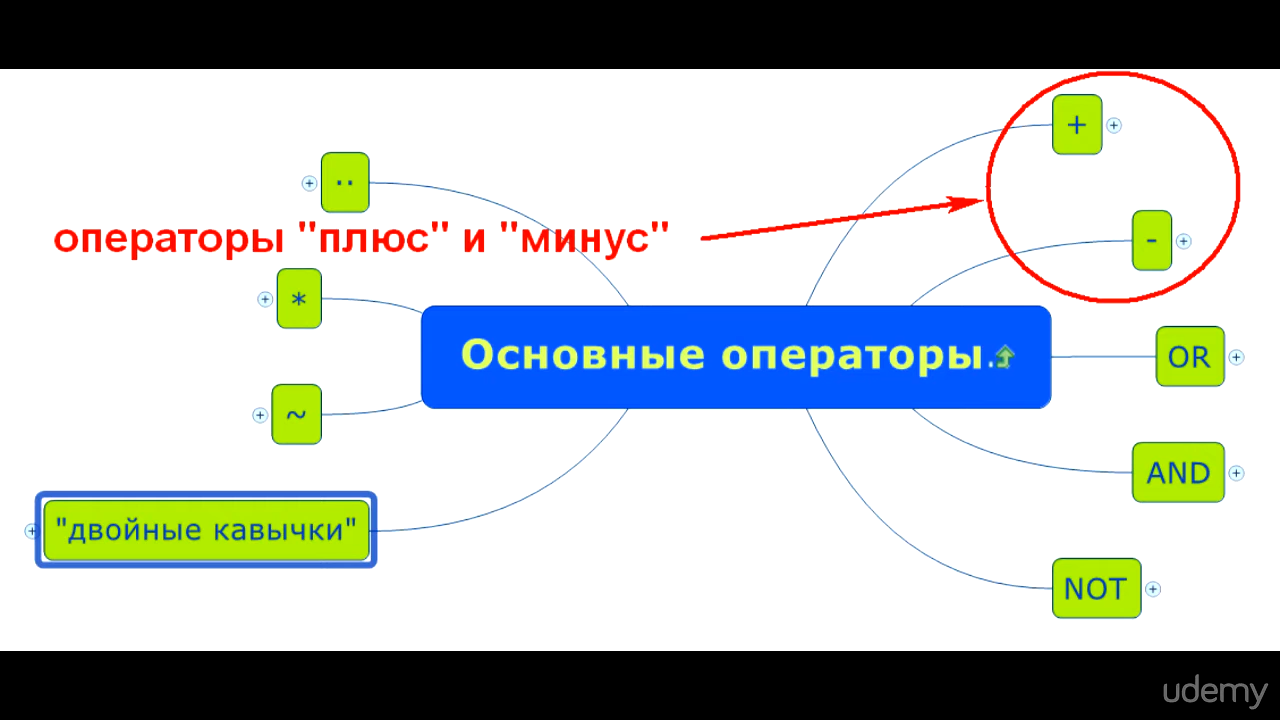 +
..
операторы "плюс" и "минус"
-
*
Основные операторы.
OR
~
AND
"двойные кавычки"
NOT
udemy